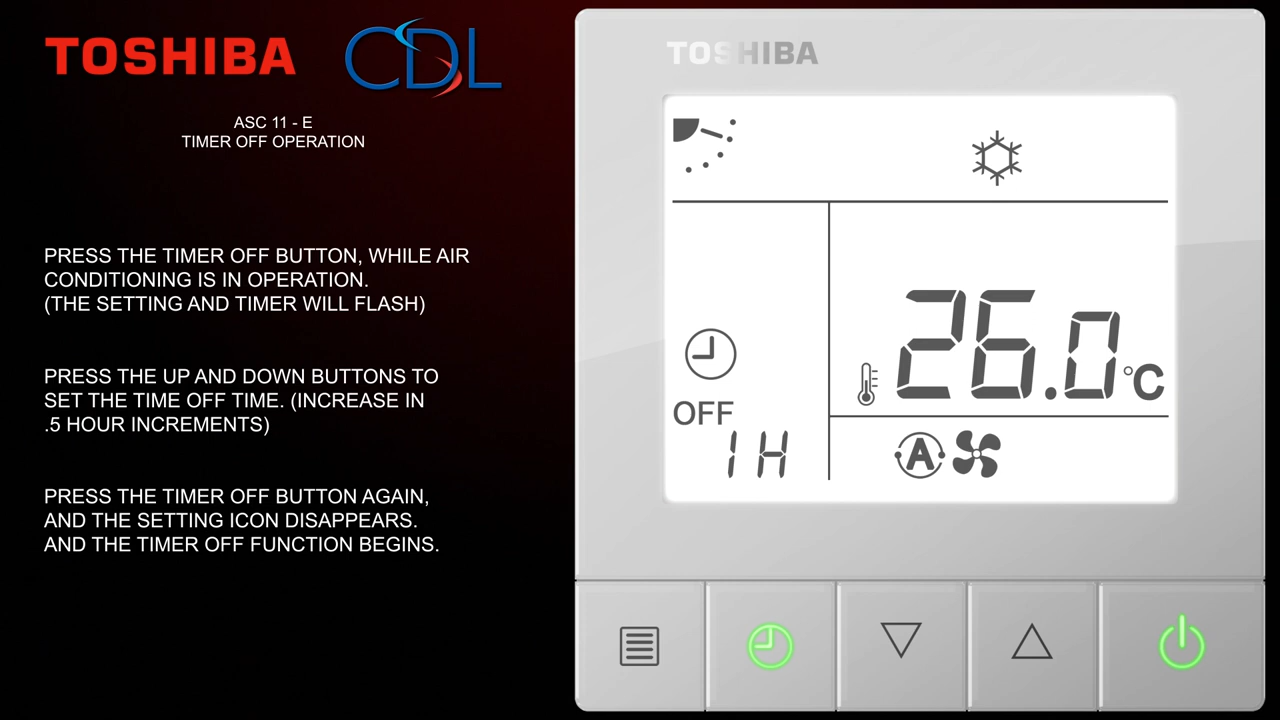 TOSHIBA CDL
ASC 11 - E
TIMER OFF OPERATION
PRESS THE TIMER OFF BUTTON, WHILE AIR
CONDITIONING IS IN OPERATION.
(THE SETTING AND TIMER WILL FLASH)
PRESS THE UP AND DOWN BUTTONS TO
SET THE TIME OFF TIME. (INCREASE IN
.5 HOUR INCREMENTS)
PRESS THE TIMER OFF BUTTON AGAIN,
AND THE SETTING ICON DISAPPEARS.
AND THE TIMER OFF FUNCTION BEGINS.
TOSHIBA
26.0°C
OFF
1H
A